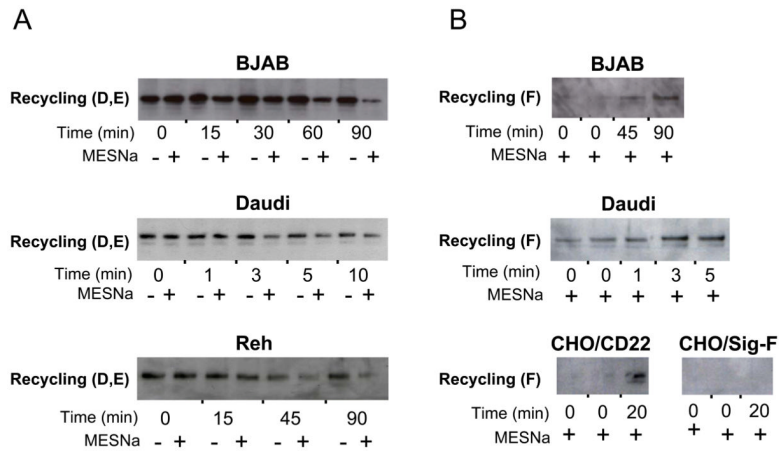 A
BJAB
Recycling (D,E)
Time (min) 0 15 30 60 90
MESNa - + - + - + - + - +
Daudi
Recycling (D,E)
Time (min) 0 1 3 5 10
MESNa - + - + - + - + - +
Reh
Recycling (D,E)
Time (min) 0 15 45 90
MESNa - + - + - + - +
B
BJAB
Recycling (F)
Time (min) 0 0 45 90
MESNa + + + +
Daudi
Recycling (F)
Time (min) 0 0 1 3 5
MESNa + + + + +
CHO/CD22 CHO/Sig-F
Recycling (F)
Time (min) 0 0 20 0 0 20
MESNa + + + + + +